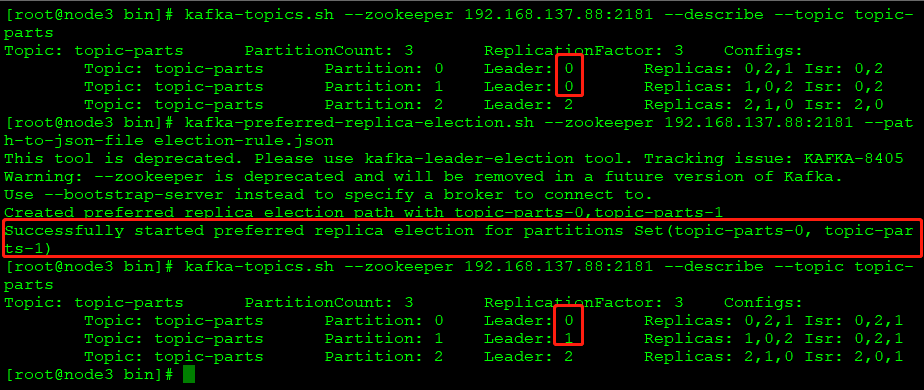 [root@node3 bin]# kafka-topics.sh --zookeeper 192.168.137.88:2181 --describe --topic topic-
parts
Topic: topic-parts PartitionCount: 3 ReplicationFactor: 3 Configs:
Topic: topic-parts Partition: 0 Leader: 0 Replicas: 0,2,1 Isr: 0,2
Topic: topic-parts Partition: 1 Leader: 0 Replicas: 1,0,2 Isr: 0,2
Topic: topic-parts Partition: 2 Leader: 2 Replicas: 2,1,0 Isr: 2,0
[root@node3 bin]# kafka-preferred-replica-election.sh --zookeeper 192.168.137.88:2181 --pat
h-to-json-file election-rule.json
This tool is deprecated. Please use kafka-leader-election tool. Tracking issue: KAFKA-8405
Warning: --zookeeper is deprecated and will be removed in a future version of Kafka.
Use --bootstrap-server instead to specify a broker to connect to.
Created preferred replica election path with topic-parts-0,topic-parts-1
Successfully started preferred replica election for partitions Set(topic-parts-0, topic-par
ts-1)
[root@node3 bin]# kafka-topics.sh --zookeeper 192.168.137.88:2181 --describe --topic topic-
parts
Topic: topic-parts PartitionCount: 3 ReplicationFactor: 3 Configs:
Topic: topic-parts Partition: 0 Leader: 0 Replicas: 0,2,1 Isr: 0,2,1
Topic: topic-parts Partition: 1 Leader: 1 Replicas: 1,0,2 Isr: 0,2,1
Topic: topic-parts Partition: 2 Leader: 2 Replicas: 2,1,0 Isr: 2,0,1
[root@node3 bin]#